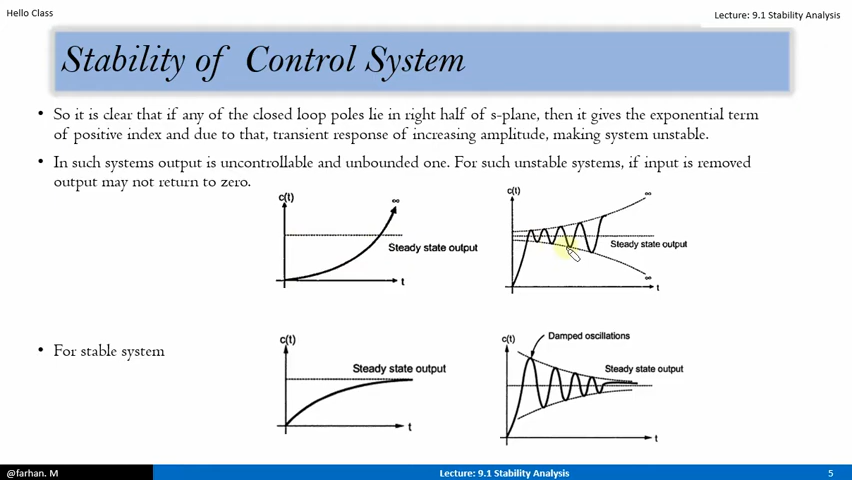 Hello Class
Lecture: 9.1 Stability Analysis
Stability of Control System
• So it is clear that if any of the closed loop poles lie in right half of s-plane, then it gives the exponential term
of positive index and due to that, transient response of increasing amplitude, making system unstable.
• In such systems output is uncontrollable and unbounded one. For such unstable systems, if input is removed
output may not return to zero.
c(t)
∞
Steady state output
t
c(t)
∞
Steady state output
∞
t
• For stable system
c(t)
Steady state output
t
c(t)
Damped oscillations
Steady state output
t
@farhan. M
Lecture: 9.1 Stability Analysis
5